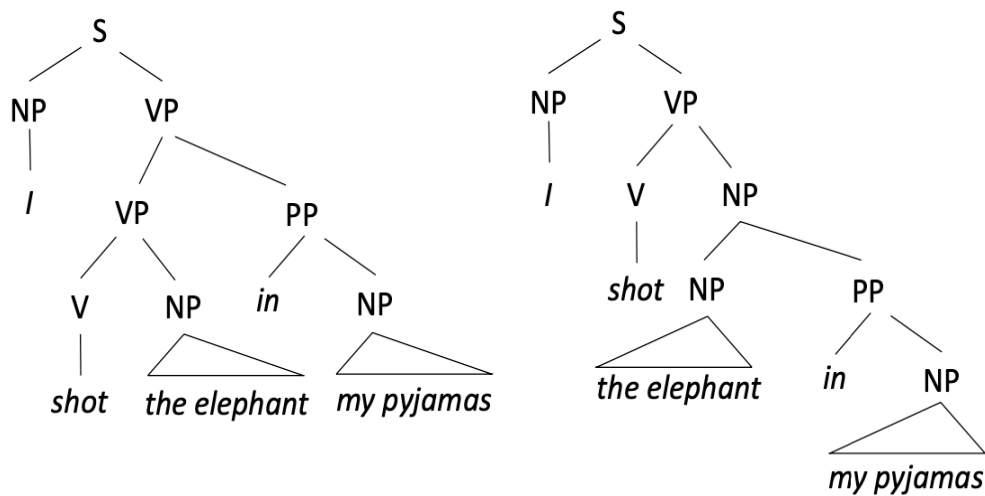 S
NP VP
I
VP PP
V NP in NP
shot the elephant my pyjamas
S
NP VP
I V NP
shot NP PP
the elephant in NP
my pyjamas